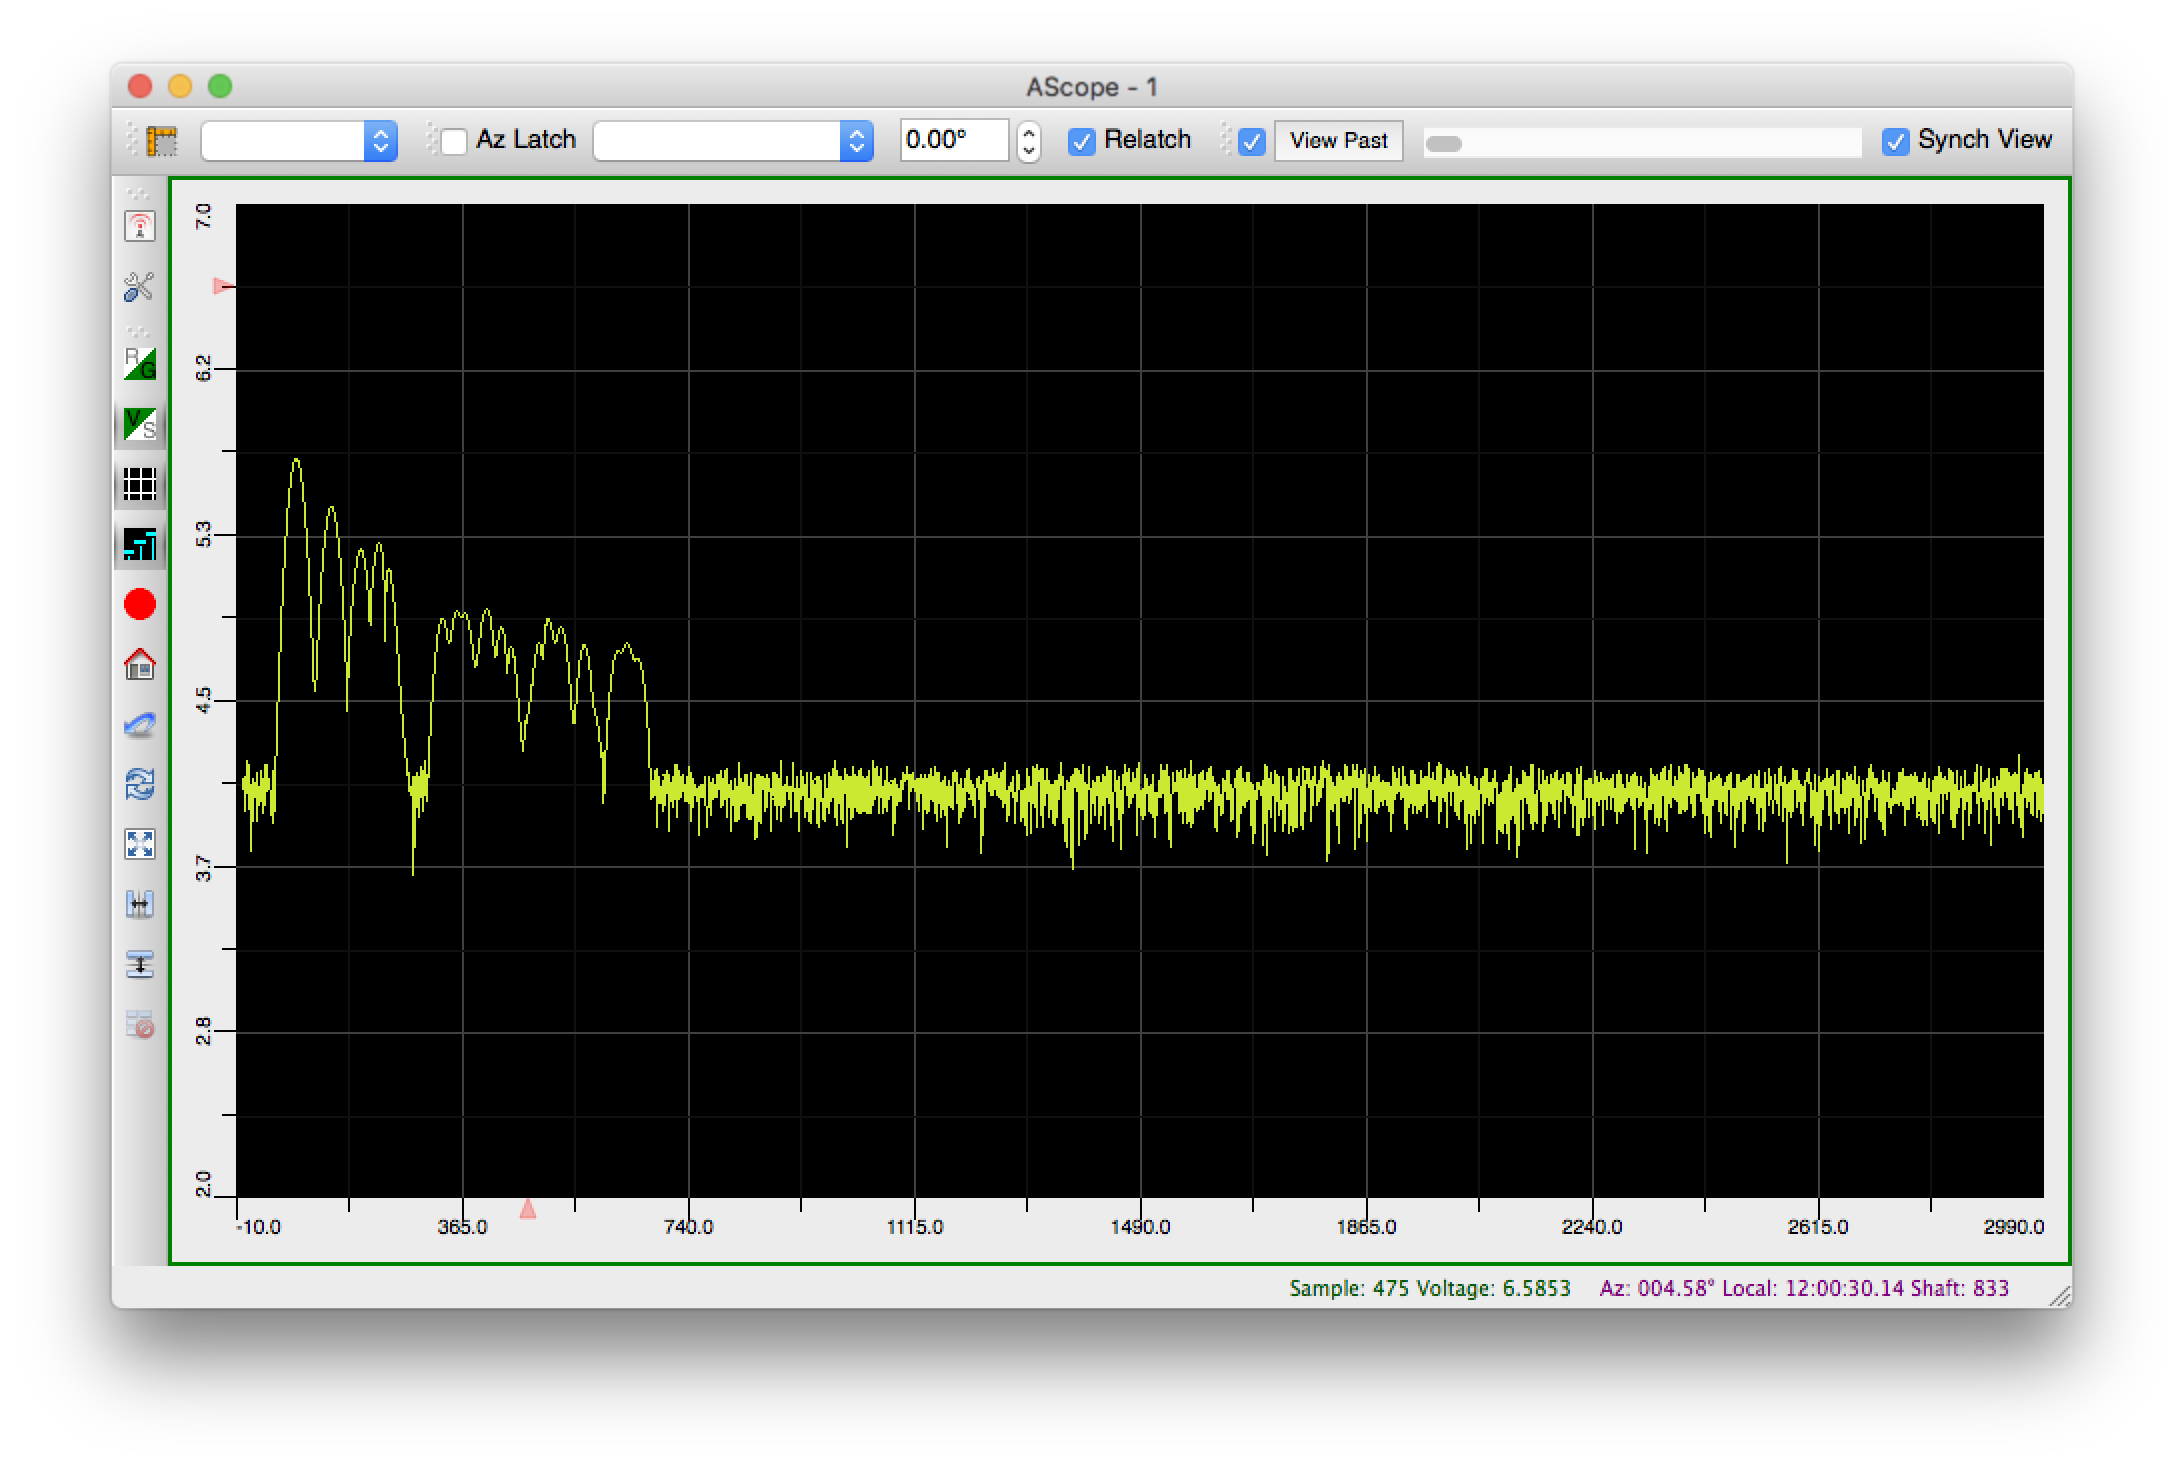 AScope - 1
Az Latch 0.00° Relatch View Past Synch View
R G
V S
7.0
6.2
5.3
4.5
3.7
2.8
2.0
-10.0 365.0 740.0 1115.0 1490.0 1865.0 2240.0 2615.0 2990.0
Sample: 475 Voltage: 6.5853 Az: 004.58° Local: 12:00:30.14 Shaft: 833